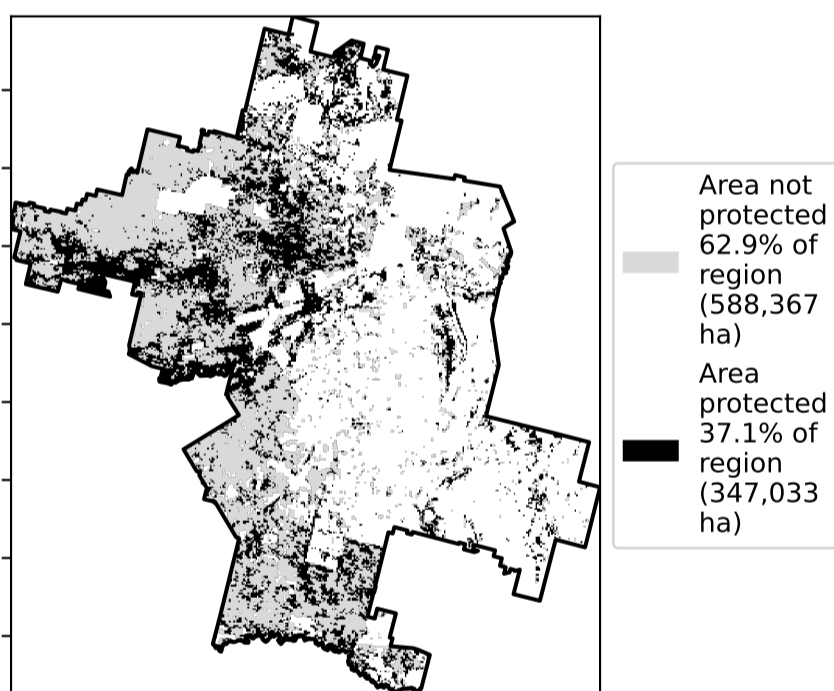 Area not
protected
62.9% of
region
(588,367
ha)
Area
protected
37.1% of
region
(347,033
ha)